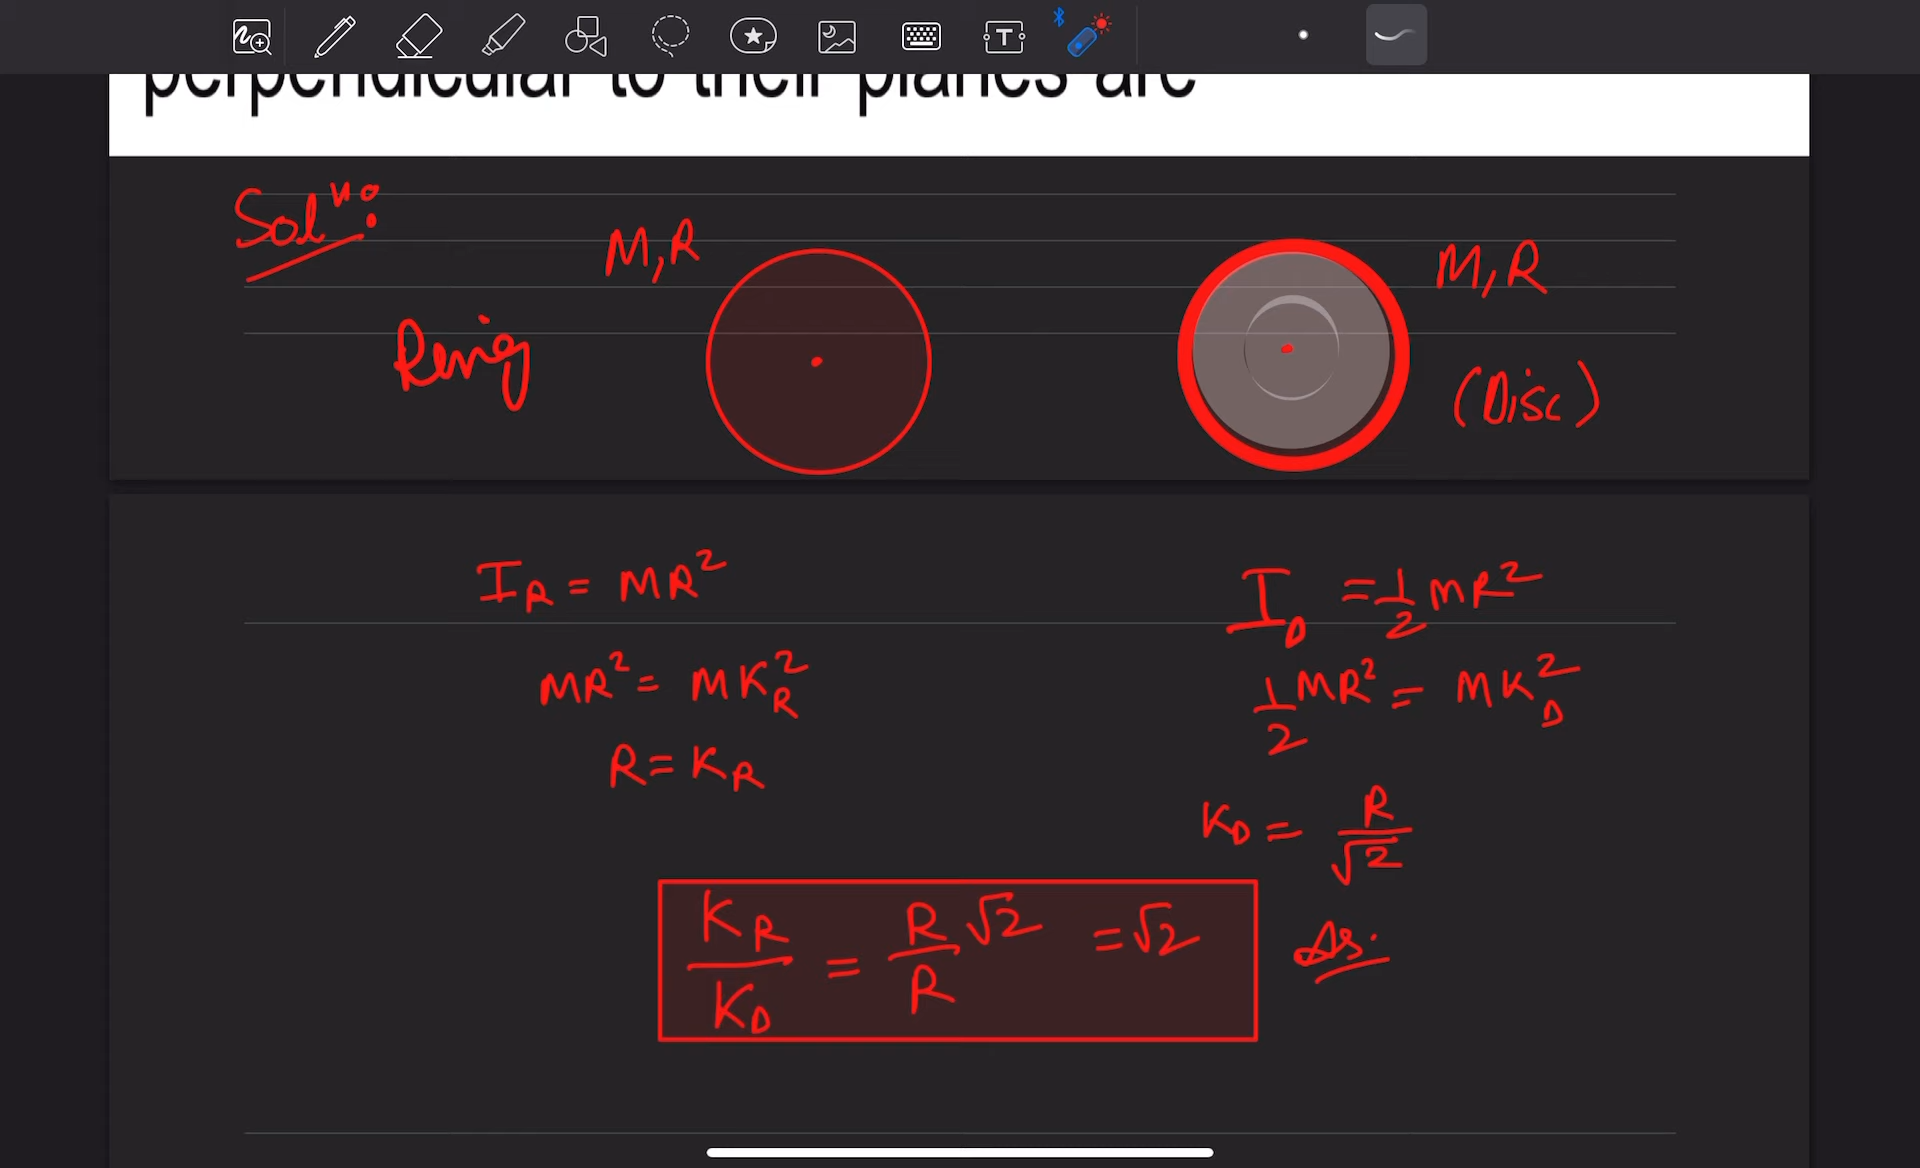 perpendicular to their planes are
Solⁿ:
M,R
M,R
Ring
(Disc)
I_R = MR²
I_D = 1/2 MR²
MR² = MK_R²
1/2 MR² = MK_D²
R = K_R
K_D = R/√2
K_R/K_D = R/R √2 = √2